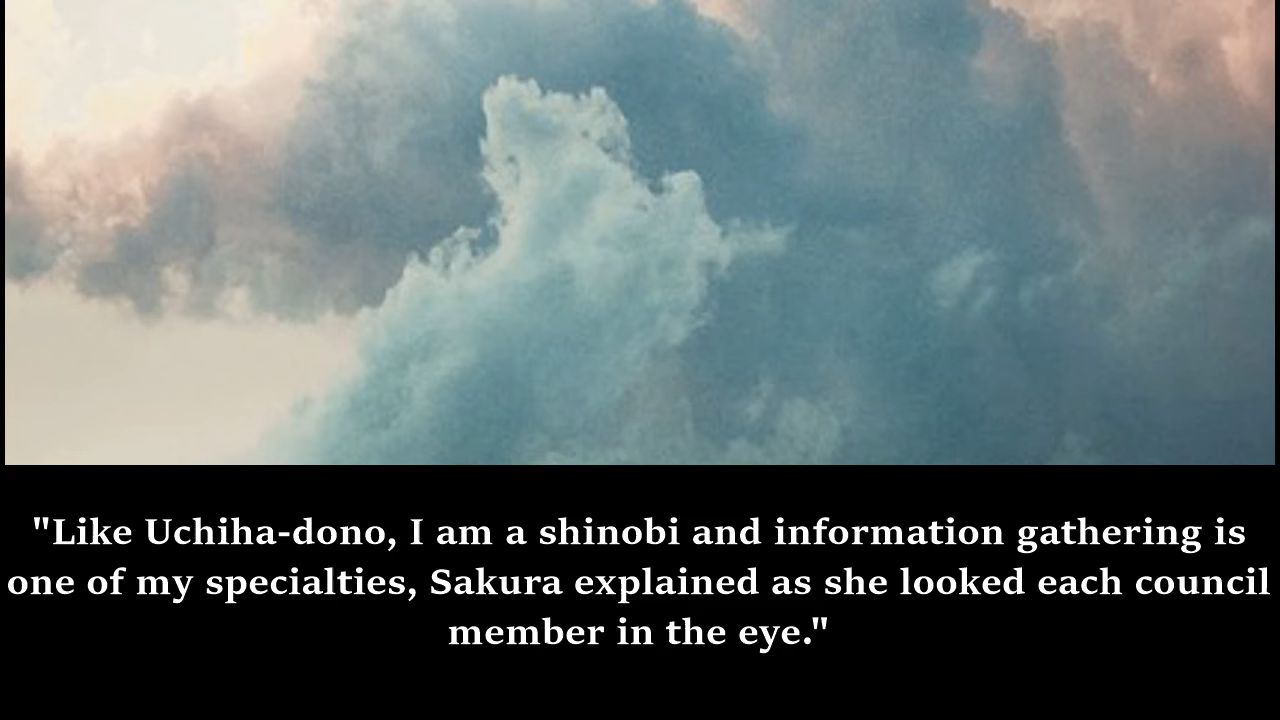 "Like Uchiha-dono, I am a shinobi and information gathering is
one of my specialties, Sakura explained as she looked each council
member in the eye."